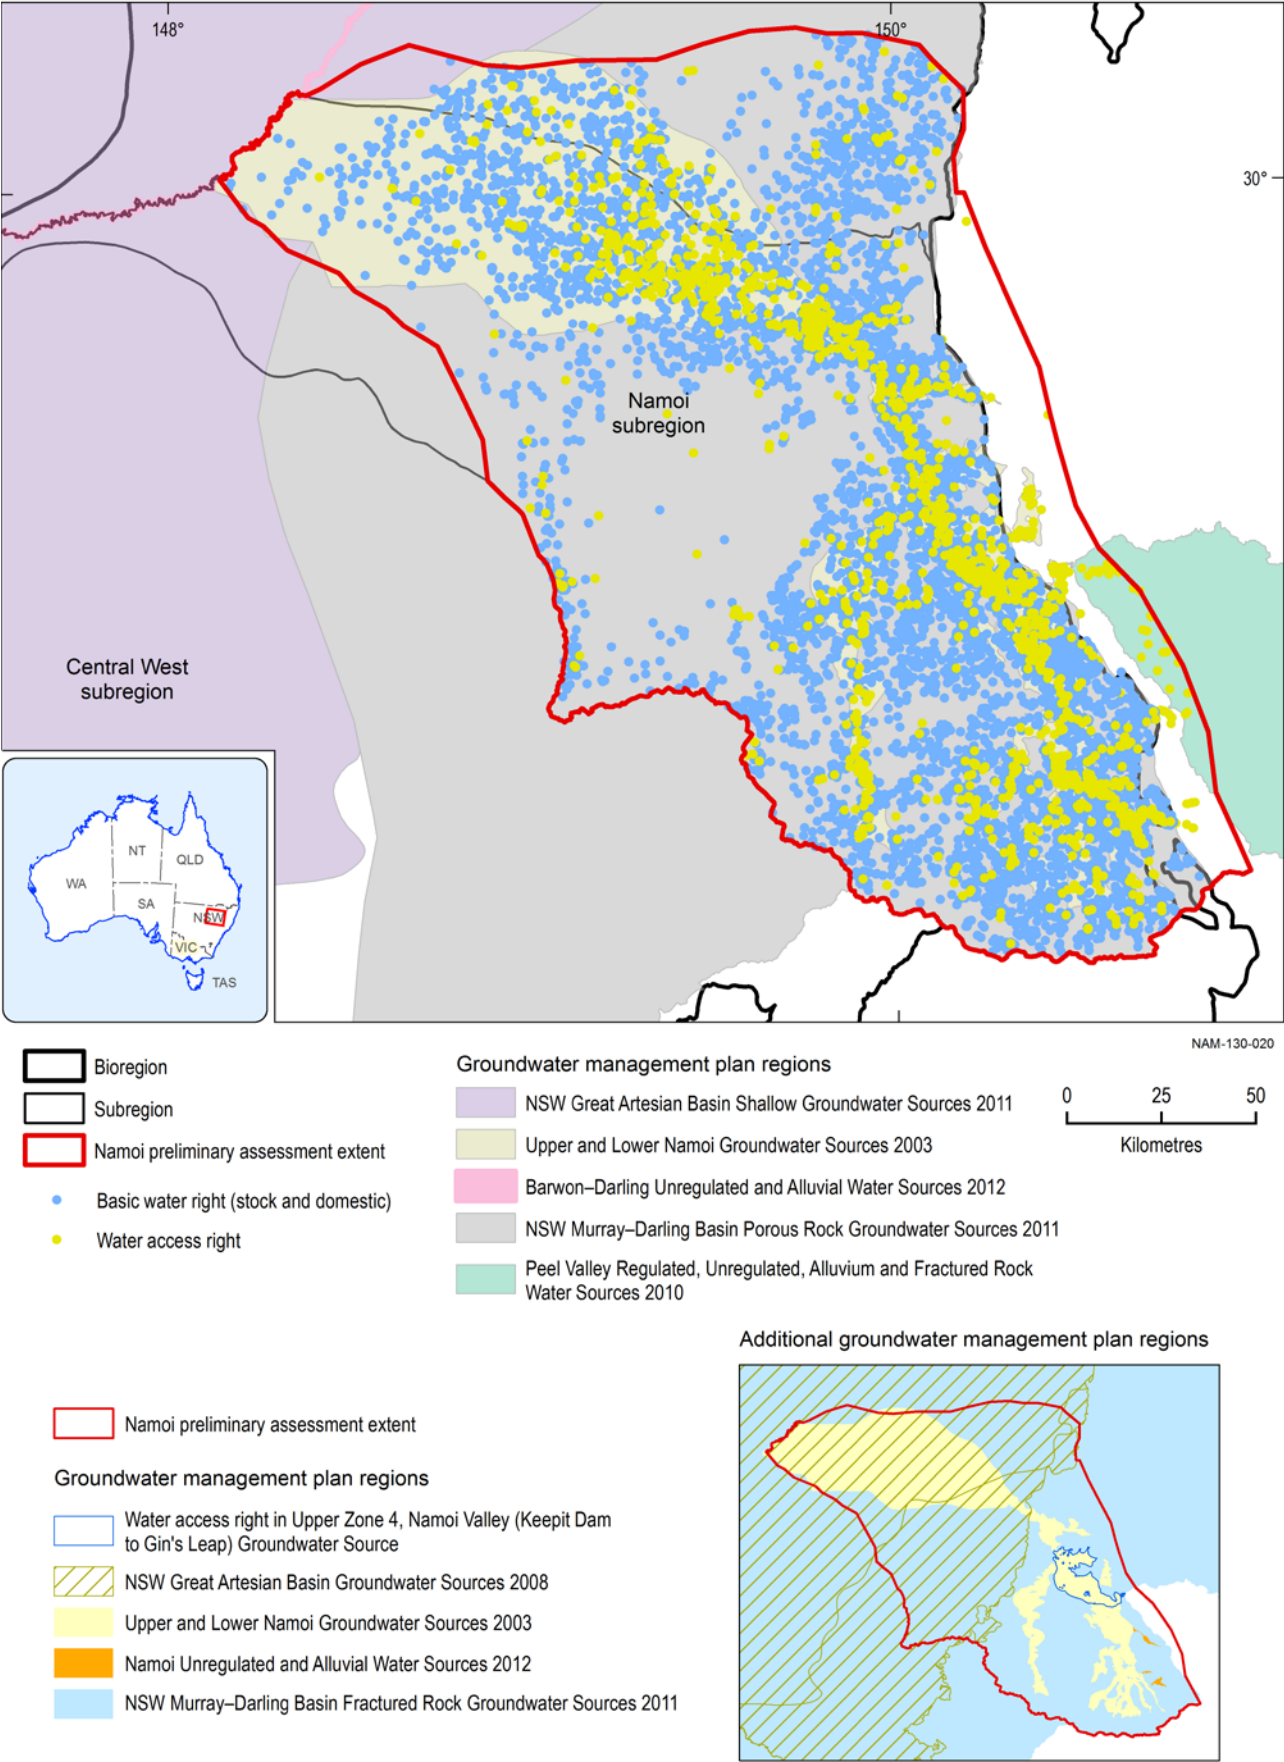 148°
150°
30°
Namoi
subregion
Central West
subregion
NT
QLD
WA
SA
NSW
VIC
TAS
NAM-130-020
Bioregion
Subregion
Namoi preliminary assessment extent
Basic water right (stock and domestic)
Water access right
Groundwater management plan regions
NSW Great Artesian Basin Shallow Groundwater Sources 2011
Upper and Lower Namoi Groundwater Sources 2003
Barwon–Darling Unregulated and Alluvial Water Sources 2012
NSW Murray–Darling Basin Porous Rock Groundwater Sources 2011
Peel Valley Regulated, Unregulated, Alluvium and Fractured Rock
Water Sources 2010
0 25 50
Kilometres
Additional groundwater management plan regions
Namoi preliminary assessment extent
Groundwater management plan regions
Water access right in Upper Zone 4, Namoi Valley (Keepit Dam
to Gin's Leap) Groundwater Source
NSW Great Artesian Basin Groundwater Sources 2008
Upper and Lower Namoi Groundwater Sources 2003
Namoi Unregulated and Alluvial Water Sources 2012
NSW Murray–Darling Basin Fractured Rock Groundwater Sources 2011